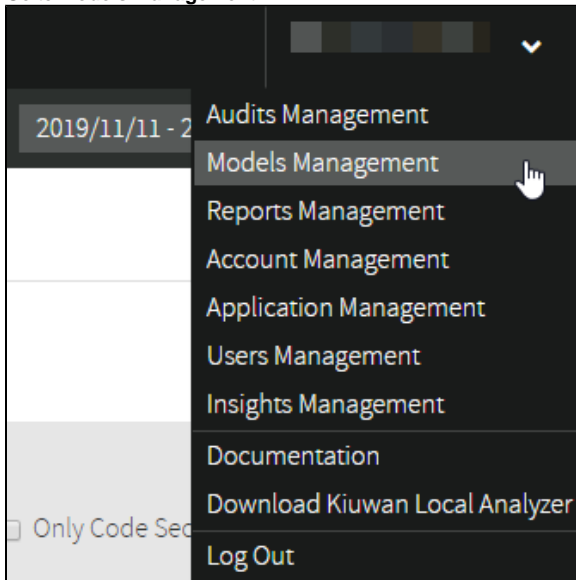 2019/11/11 - 2
Audits Management
Models Management
Reports Management
Account Management
Application Management
Users Management
Insights Management
Documentation
Download Kiuwan Local Analyzer
Only Code Sec
Log Out